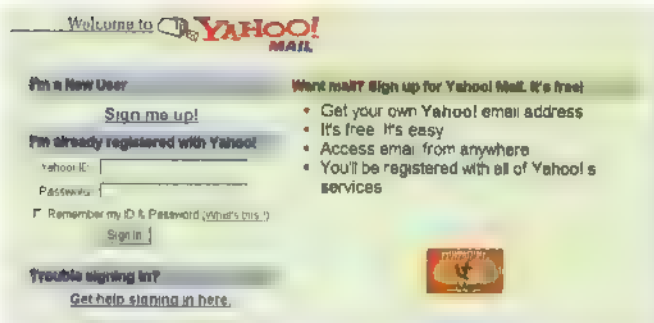 Welcome to YAHOO!
MAIL
I'm a New User
Sign me up!
I'm already registered with Yahoo!
Yahoo! ID:
Password:
Remember my ID & Password (What's this?)
Sign In
Trouble signing in?
Get help signing in here.
Want mail? Sign up for Yahoo! Mail. It's free!
• Get your own Yahoo! email address
• It's free It's easy
• Access email from anywhere
• You'll be registered with all of Yahoo! s
services